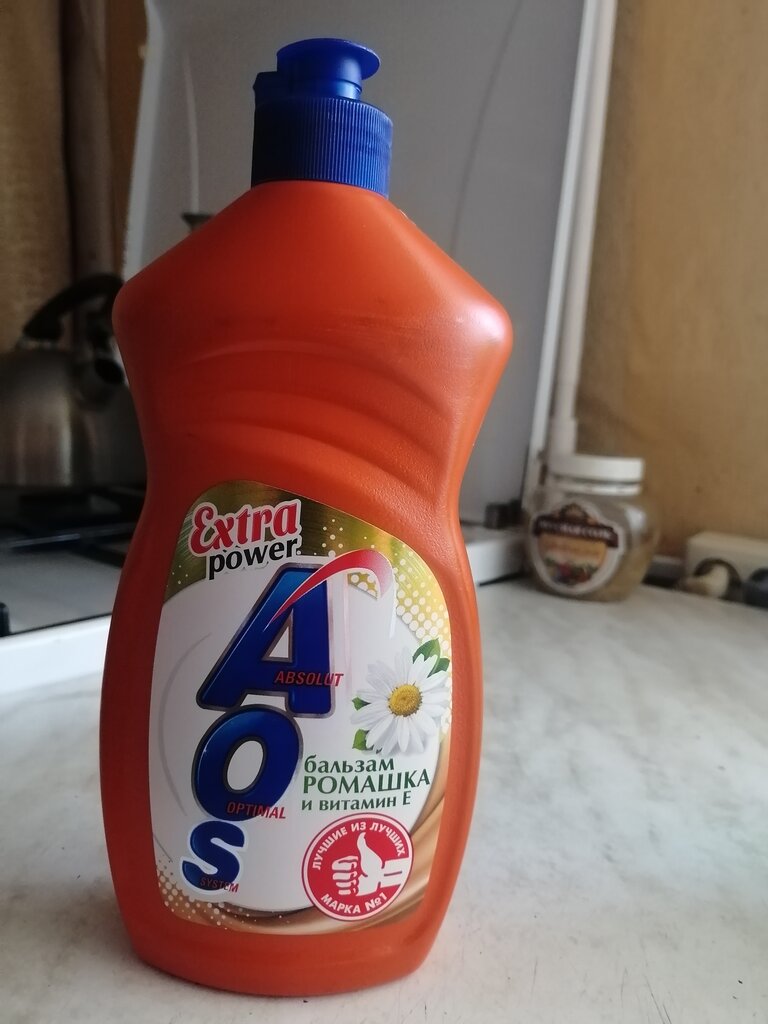 Extra
power
A
ABSOLUT
O
OPTIMAL
S
SYSTEM
бальзам
РОМАШКА
и витамин Е
ЛУЧШИЕ ИЗ ЛУЧШИХ
МАРКА №1